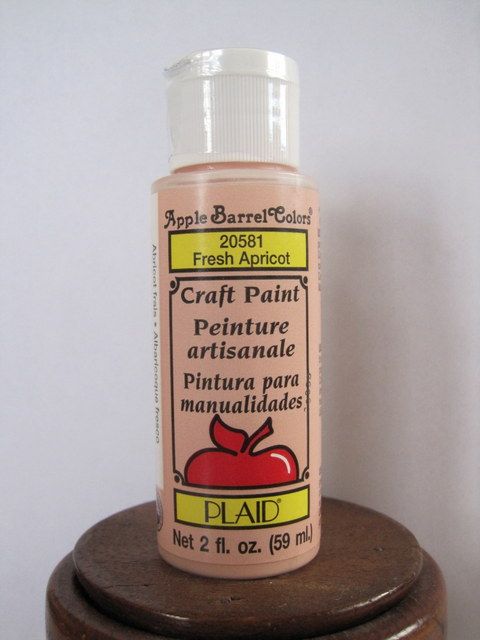 Apple Barrel Colors®
20581
Fresh Apricot
Craft Paint
Peinture
artisanale
Pintura para
manualidades
PLAID®
Net 2 fl. oz. (59 ml.)
Abricot frais • Albaricoque fresco